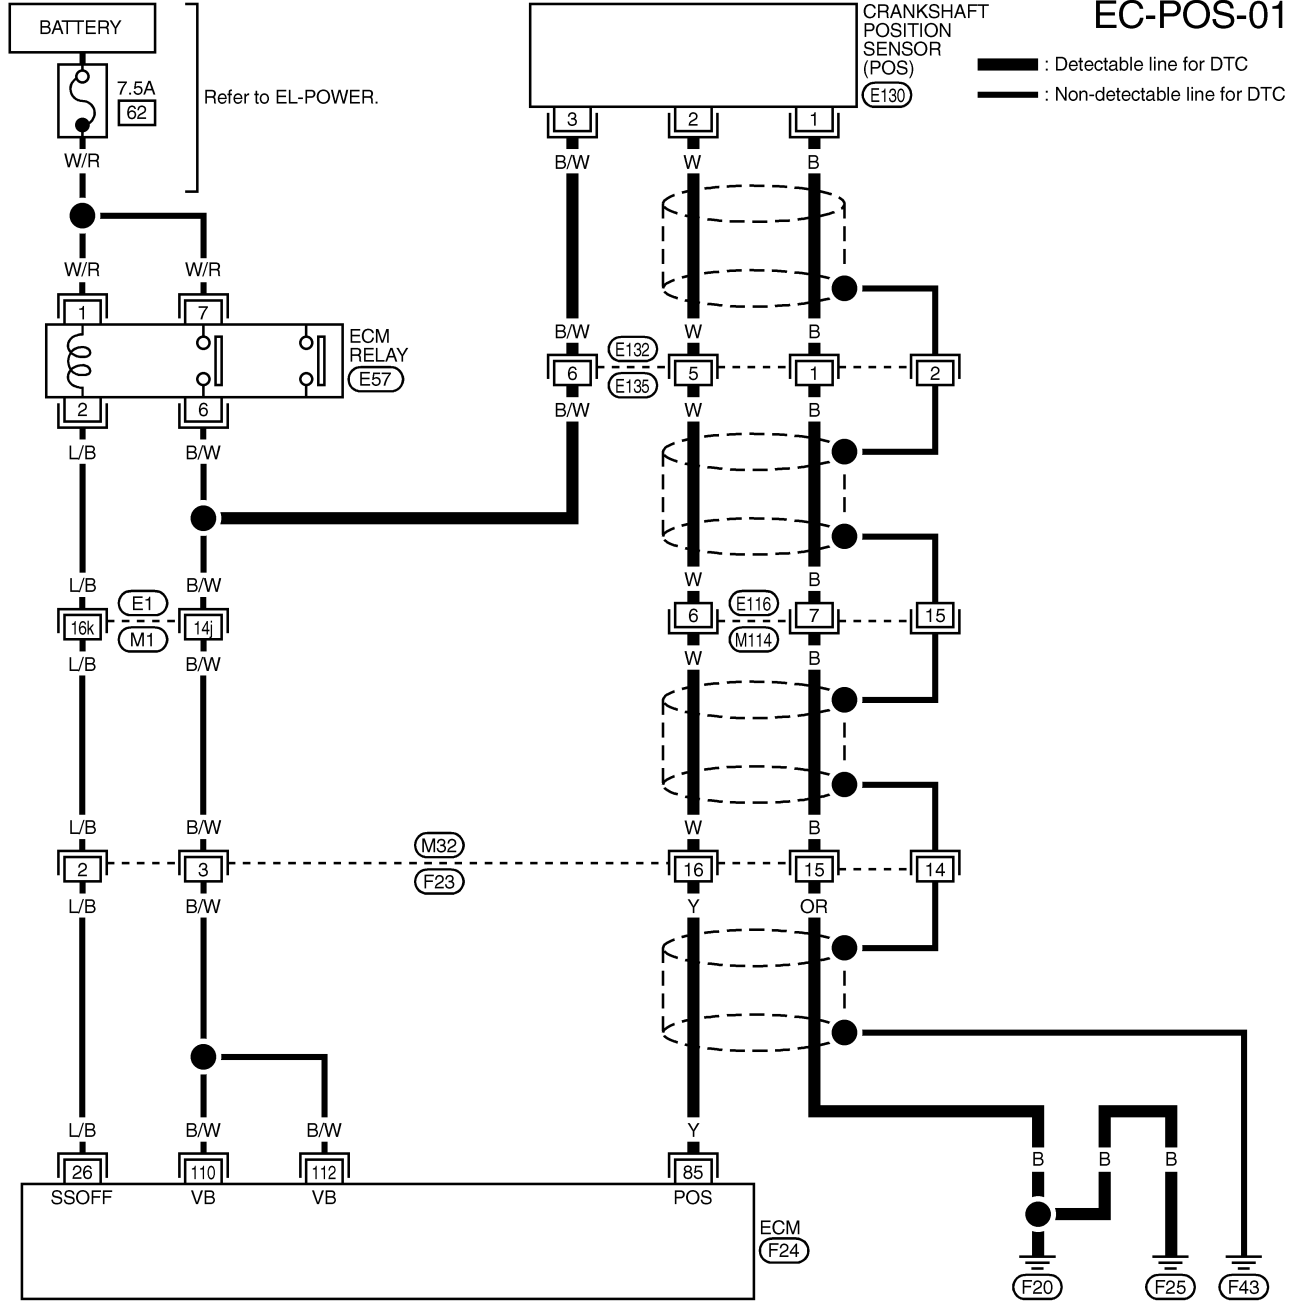 BATTERY
7.5A
62
Refer to EL-POWER.
CRANKSHAFT
POSITION
SENSOR
(POS)
E130
EC-POS-01
: Detectable line for DTC
: Non-detectable line for DTC
3
2
1
W/R
B/W
W
B
W/R
W/R
1
7
ECM
RELAY
E57
2
6
B/W
W
B
E132
E135
6
5
1
2
B/W
W
B
L/B
B/W
L/B
B/W
W
B
E1
M1
16k
14j
E116
M114
6
7
15
L/B
B/W
W
B
L/B
B/W
W
B
M32
F23
2
3
16
15
14
L/B
B/W
Y
OR
L/B
B/W
B/W
Y
B
B
B
26
110
112
85
SSOFF
VB
VB
POS
ECM
F24
F20
F25
F43